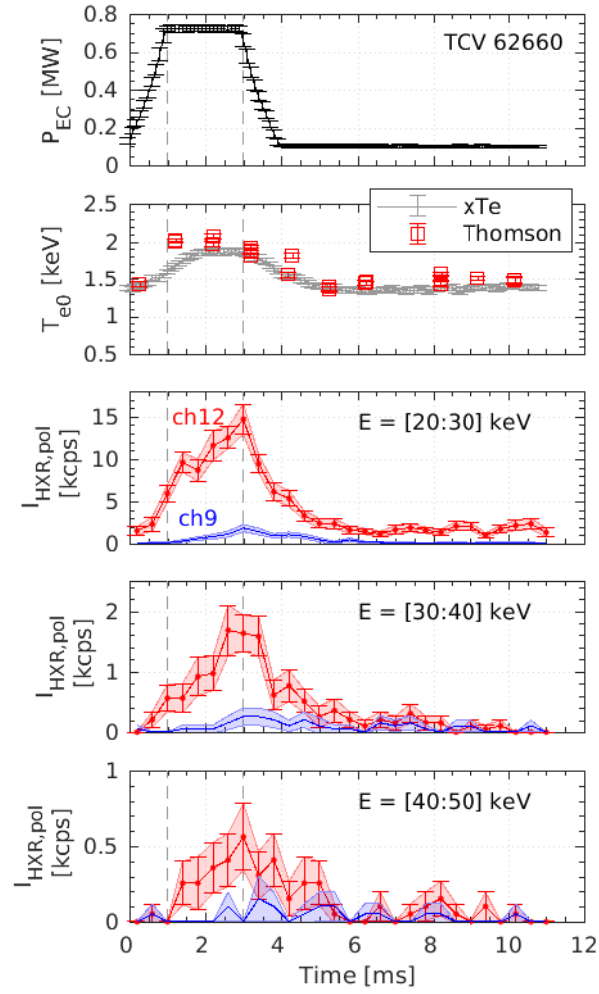 0.8
0.6
0.4
0.2
0
P_EC [MW]
TCV 62660
2.5
2
1.5
1
0.5
T_e0 [keV]
xTe
Thomson
15
10
5
0
I_HXR,pol
[kcps]
ch12
ch9
E = [20:30] keV
2
1
0
I_HXR,pol
[kcps]
E = [30:40] keV
1
0.5
0
I_HXR,pol
[kcps]
E = [40:50] keV
0 2 4 6 8 10 12
Time [ms]